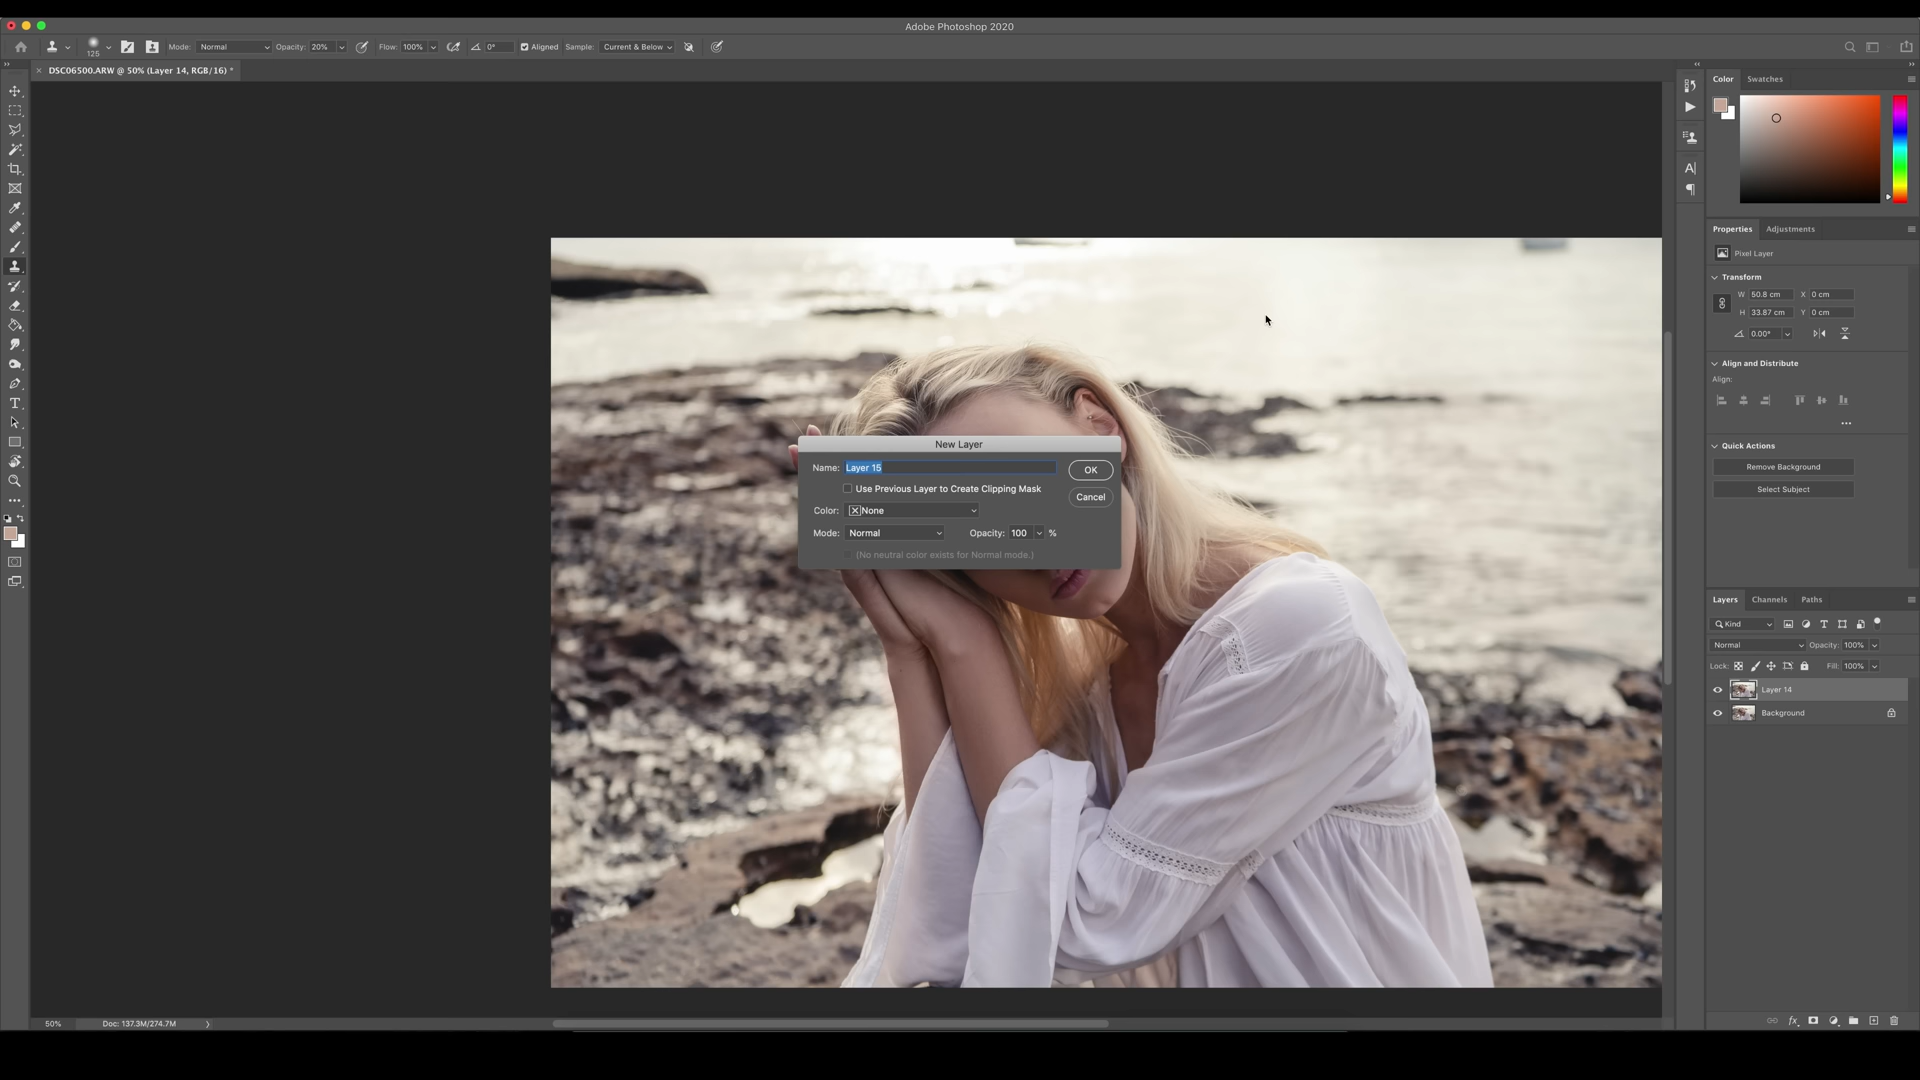 Adobe Photoshop 2020
125
Mode: Normal Opacity: 20% Flow: 100% 0° Aligned Sample: Current & Below
× DSC06500.ARW @ 50% (Layer 14, RGB/16) *
Color Swatches
Properties Adjustments
Pixel Layer
Transform
W 50.8 cm X 0 cm
H 33.87 cm Y 0 cm
0.00°
Align and Distribute
Align:
Quick Actions
Remove Background
Select Subject
New Layer
Name: Layer 15
OK
Use Previous Layer to Create Clipping Mask
Cancel
Color: None
Mode: Normal Opacity: 100 %
(No neutral color exists for Normal mode.)
Layers Channels Paths
Kind
Normal Opacity: 100%
Lock: Fill: 100%
Layer 14
Background
fx
50% Doc: 137.3M/274.7M